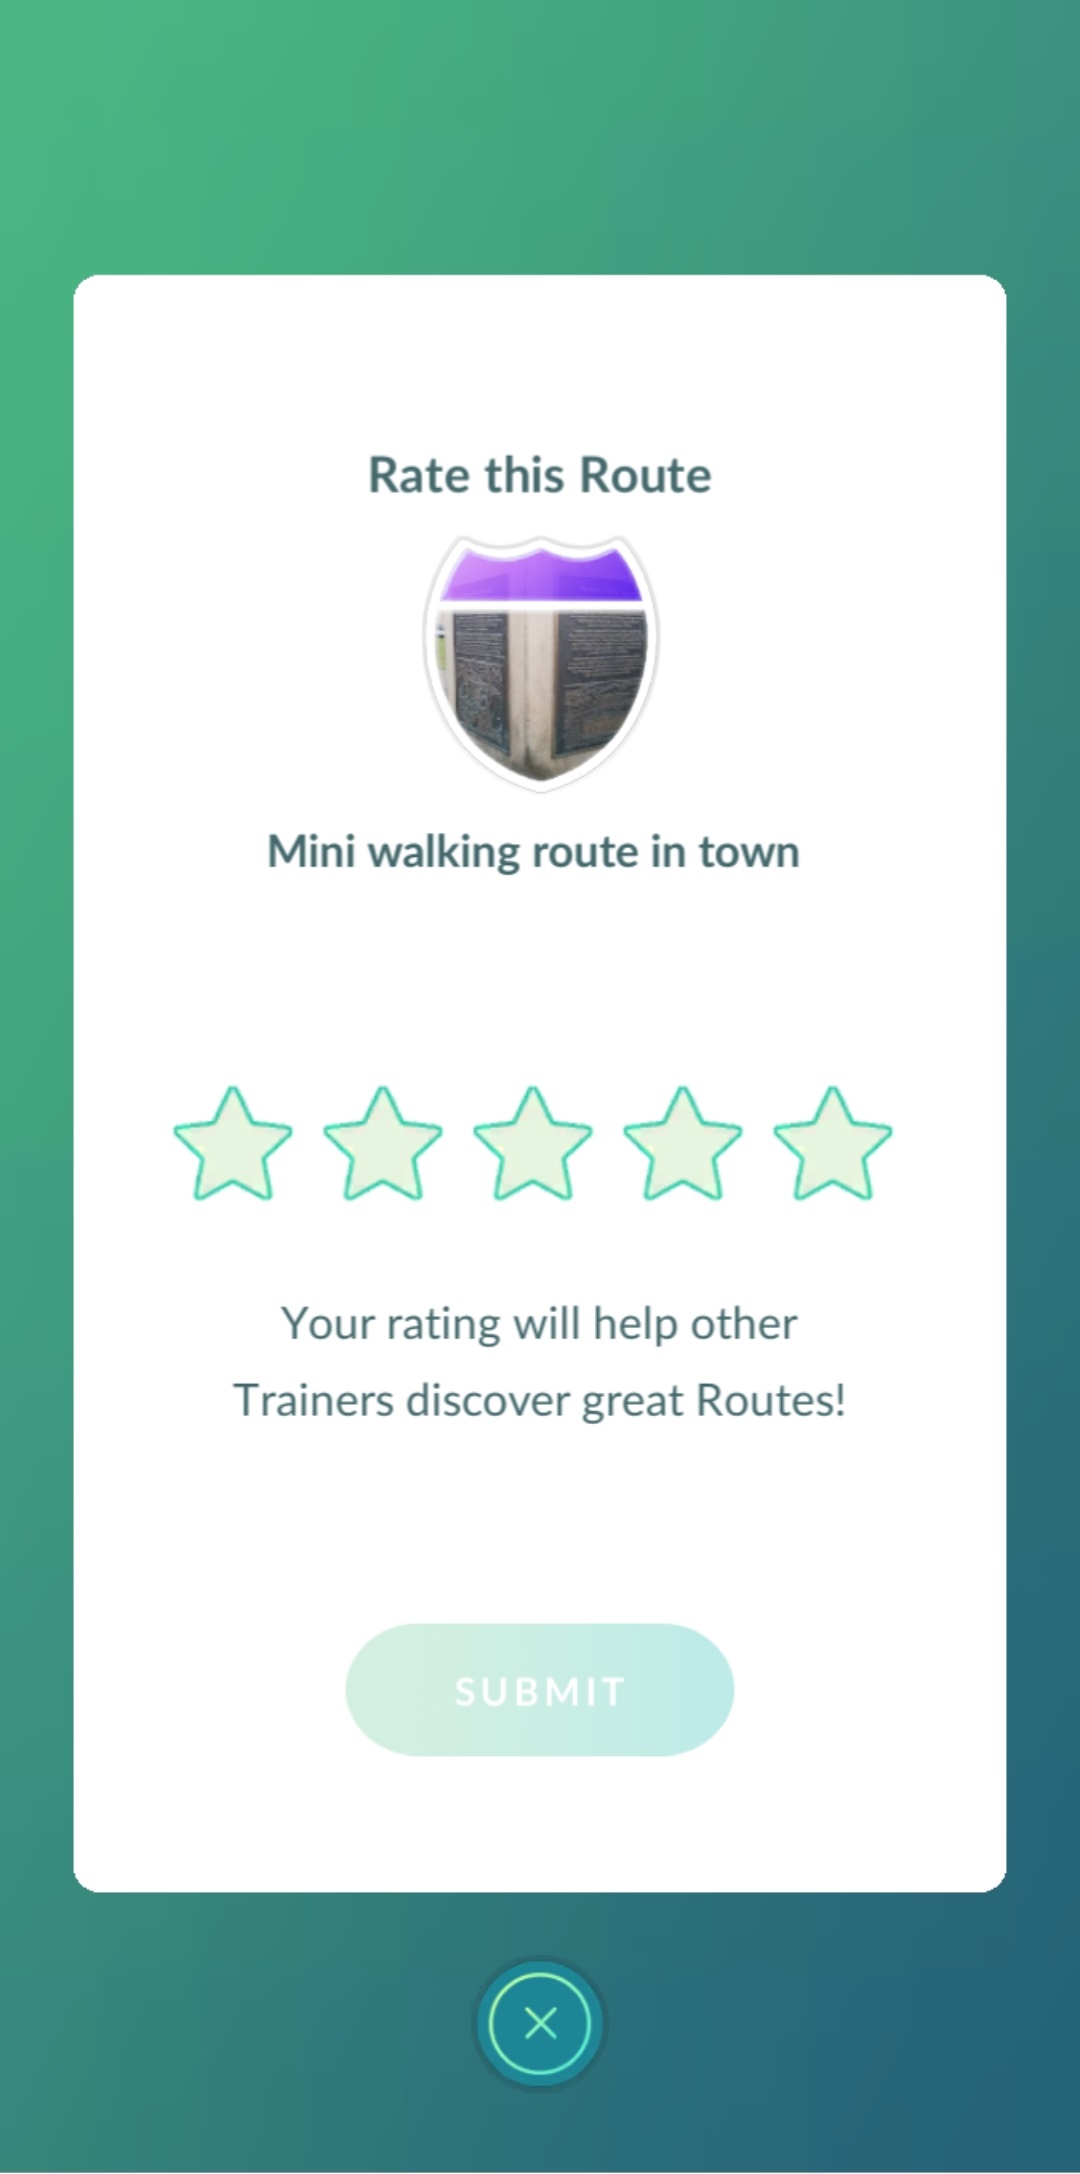 Rate this Route
Mini walking route in town
Your rating will help other
Trainers discover great Routes!
SUBMIT